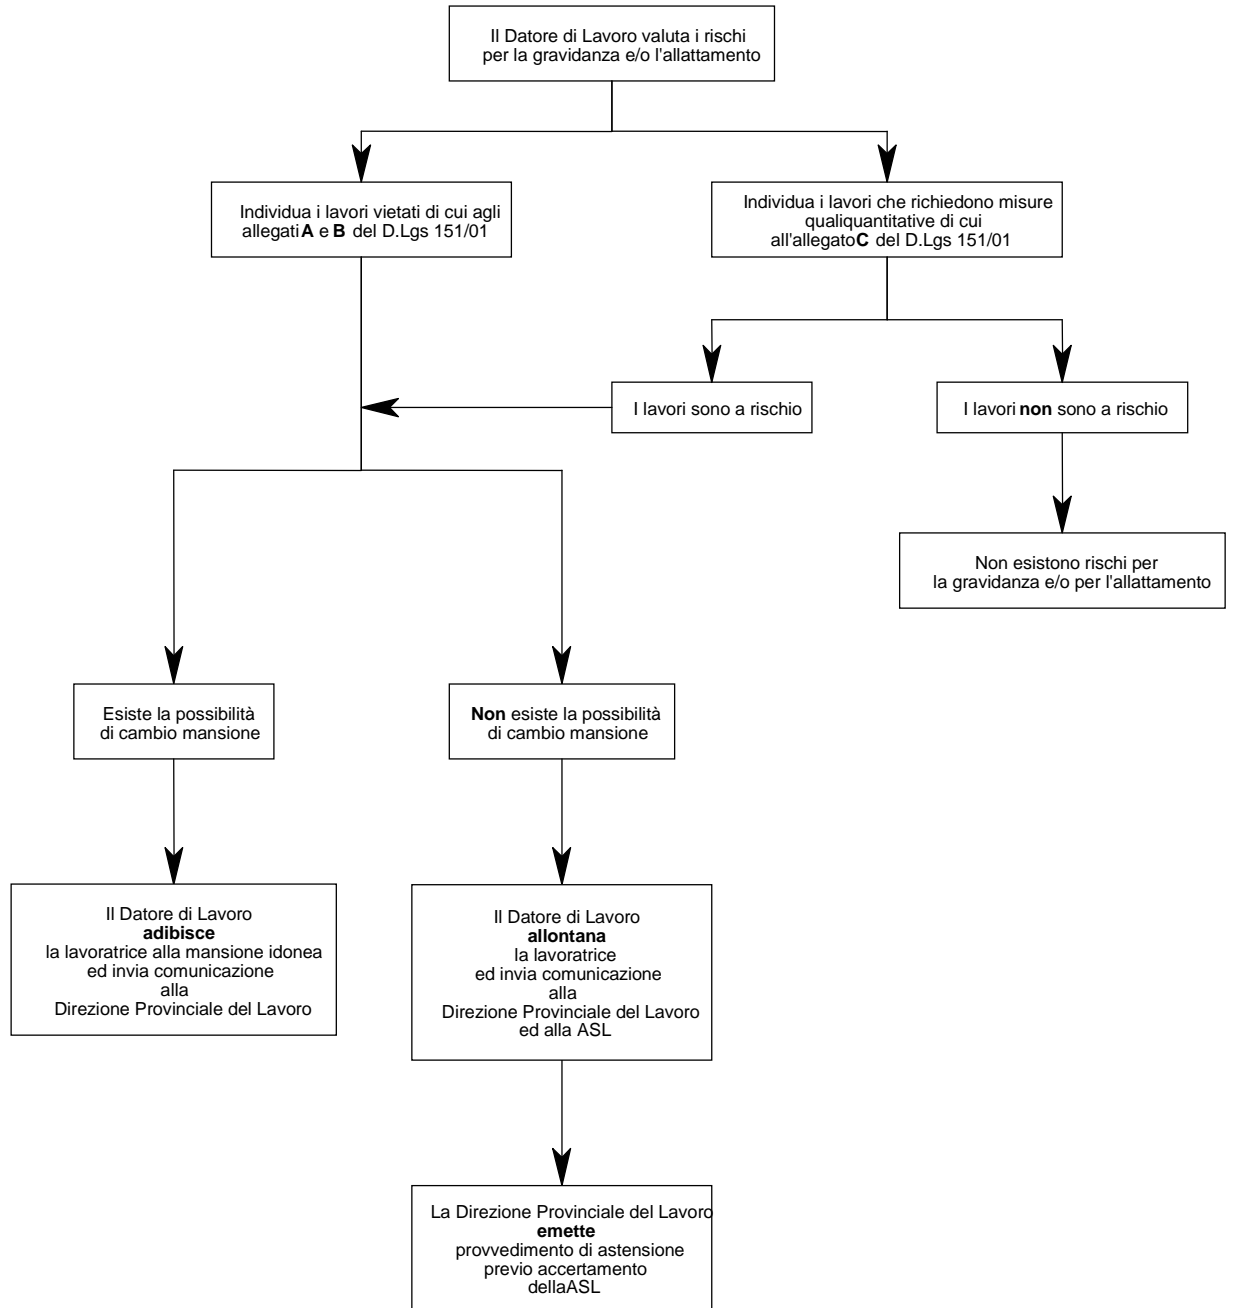 Il Datore di Lavoro valuta i rischi
per la gravidanza e/o l'allattamento
Individua i lavori vietati di cui agli
allegati A e B del D.Lgs 151/01
Individua i lavori che richiedono misure
qualiquantitative di cui
all'allegato C del D.Lgs 151/01
I lavori sono a rischio
I lavori non sono a rischio
Non esistono rischi per
la gravidanza e/o per l'allattamento
Esiste la possibilità
di cambio mansione
Non esiste la possibilità
di cambio mansione
Il Datore di Lavoro
adibisce
la lavoratrice alla mansione idonea
ed invia comunicazione
alla
Direzione Provinciale del Lavoro
Il Datore di Lavoro
allontana
la lavoratrice
ed invia comunicazione
alla
Direzione Provinciale del Lavoro
ed alla ASL
La Direzione Provinciale del Lavoro
emette
provvedimento di astensione
previo accertamento
dellaASL